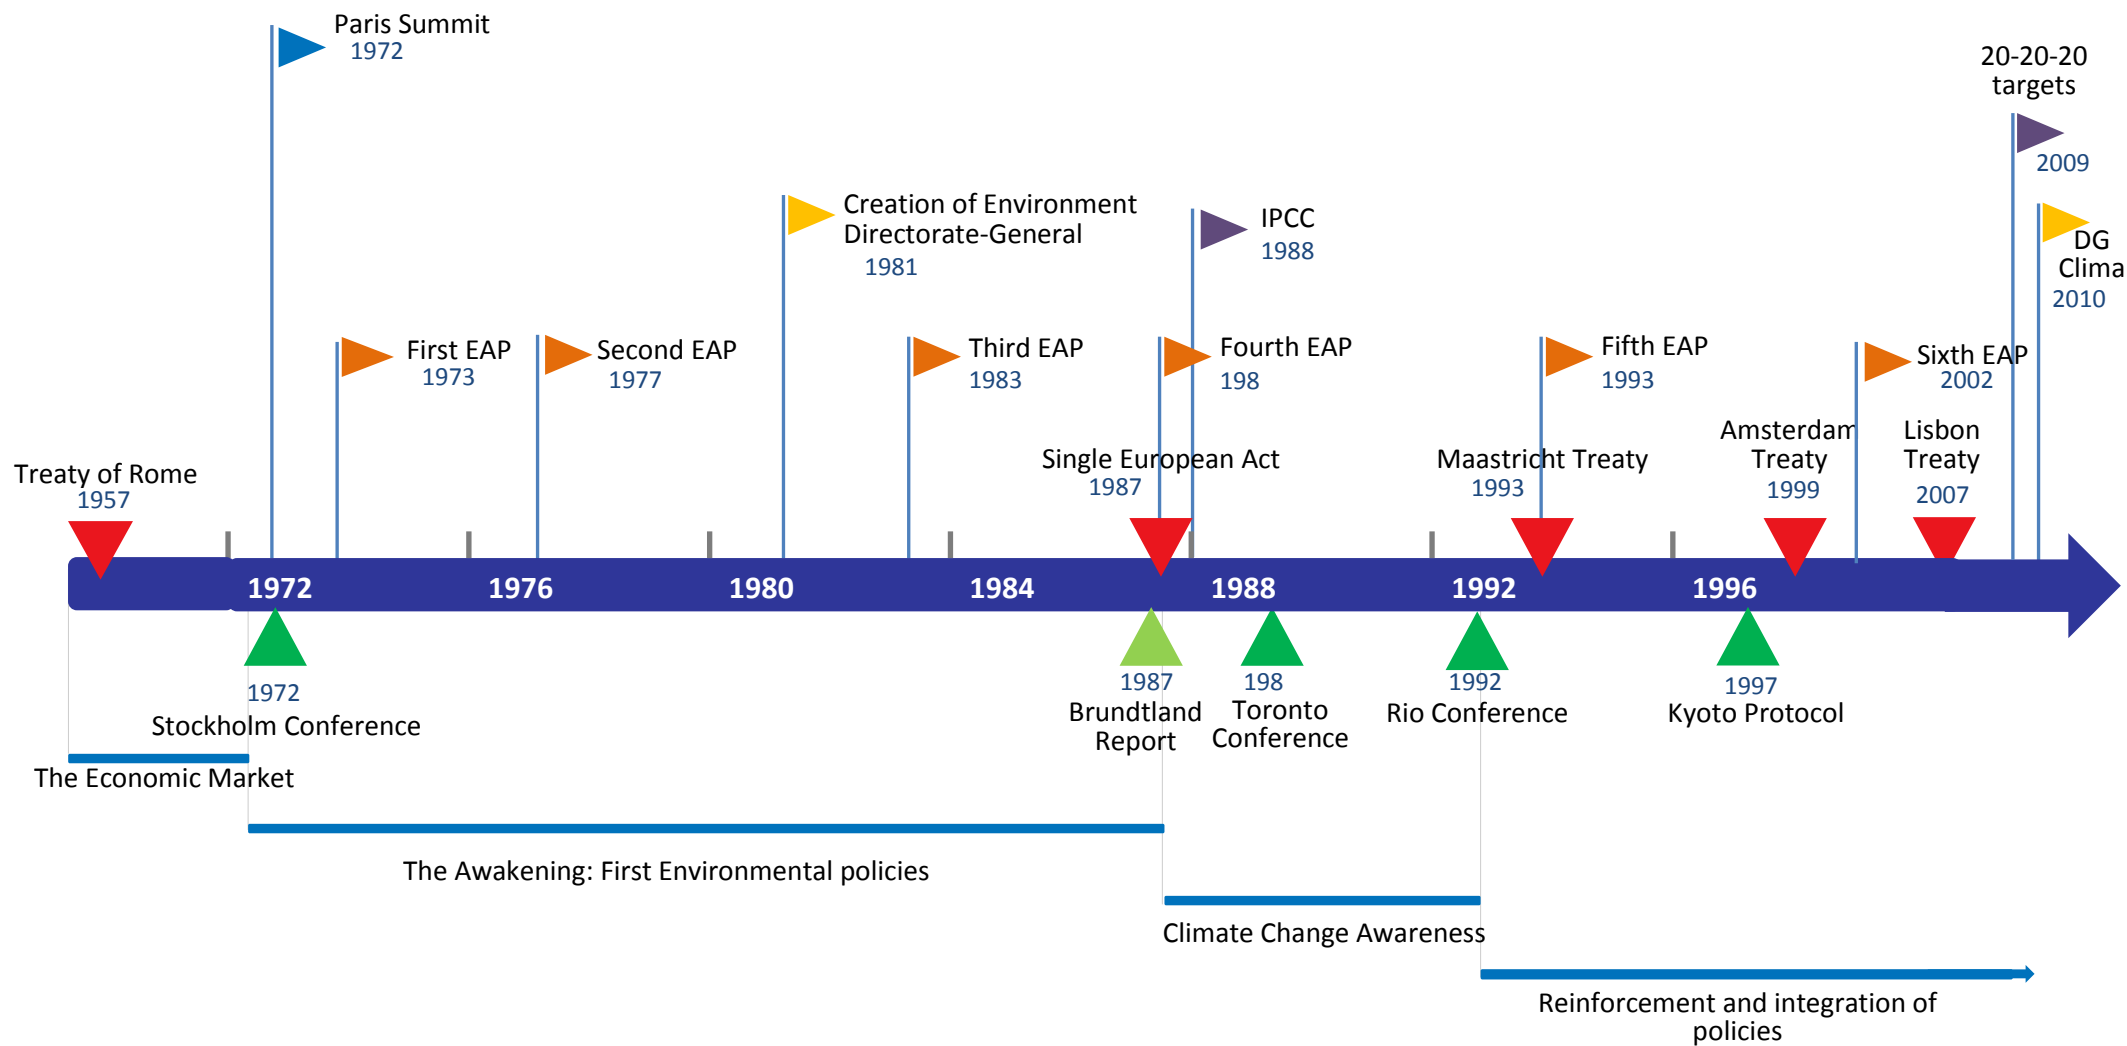 Paris Summit
1972
20-20-20
targets
2009
Creation of Environment
Directorate-General
1981
IPCC
1988
DG
Clima
2010
First EAP
1973
Second EAP
1977
Third EAP
1983
Fourth EAP
198
Fifth EAP
1993
Sixth EAP
2002
Treaty of Rome
1957
Single European Act
1987
Maastricht Treaty
1993
Amsterdam
Treaty
1999
Lisbon
Treaty
2007
1972 1976 1980 1984 1988 1992 1996
1972
Stockholm Conference
1987
Brundtland
Report
198
Toronto
Conference
1992
Rio Conference
1997
Kyoto Protocol
The Economic Market
The Awakening: First Environmental policies
Climate Change Awareness
Reinforcement and integration of
policies